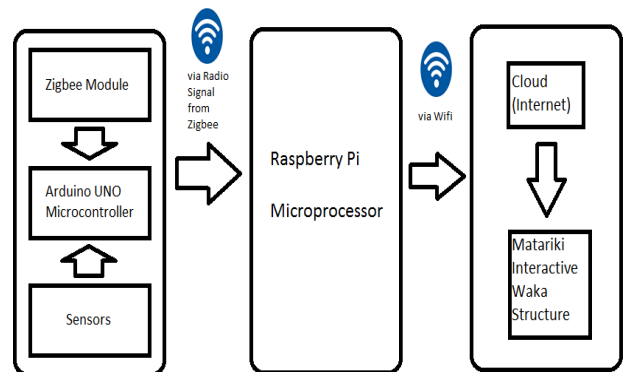 Zigbee Module
Arduino UNO
Microcontroller
Sensors
via Radio
Signal
from
Zigbee
Raspberry Pi
Microprocessor
via Wifi
Cloud
(Internet)
Matariki
Interactive
Waka
Structure